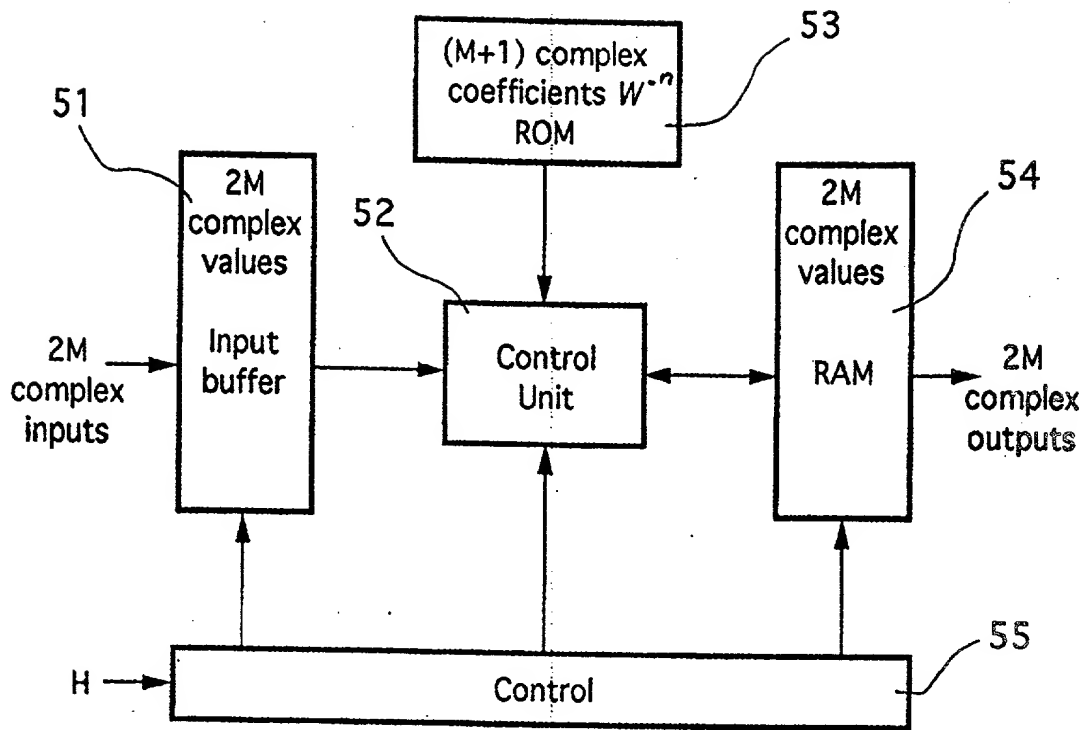 53
(M+1) complex
coefficients W⁻ⁿ
ROM
51
2M
complex
values
Input
buffer
52
Control
Unit
54
2M
complex
values
RAM
2M
complex
inputs
2M
complex
outputs
55
H
Control